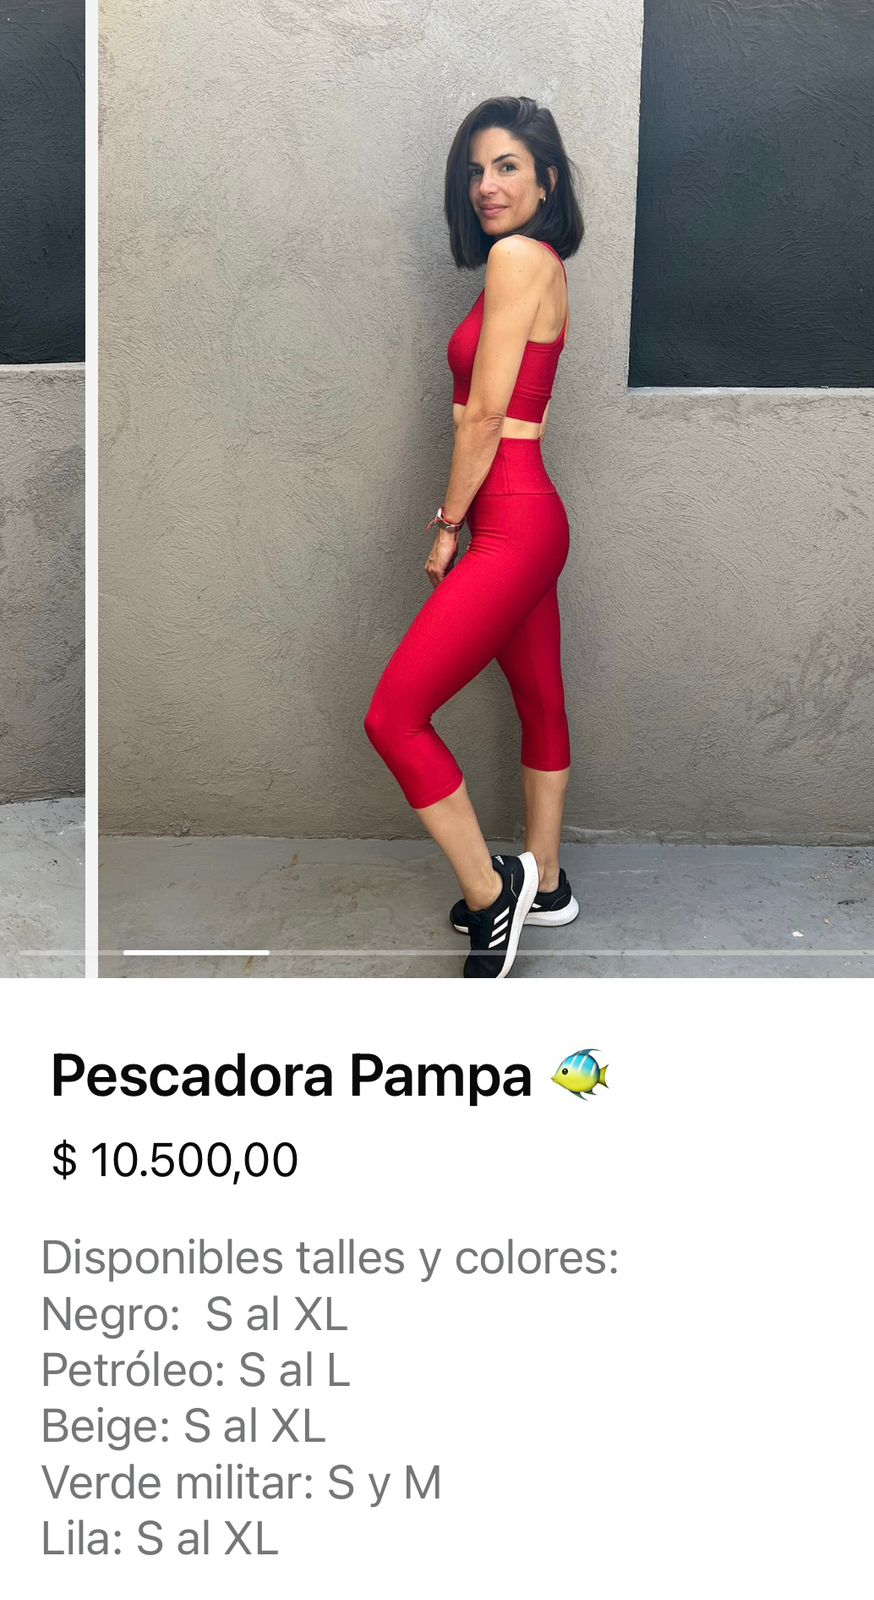 Pescadora Pampa 🐠
$ 10.500,00
Disponibles talles y colores:
Negro:  S al XL
Petróleo: S al L
Beige: S al XL
Verde militar: S y M
Lila: S al XL